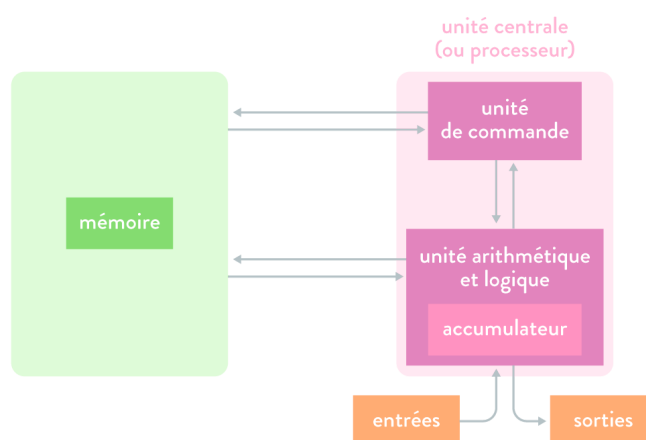 unité centrale
(ou processeur)
unité
de commande
mémoire
unité arithmétique
et logique
accumulateur
entrées
sorties